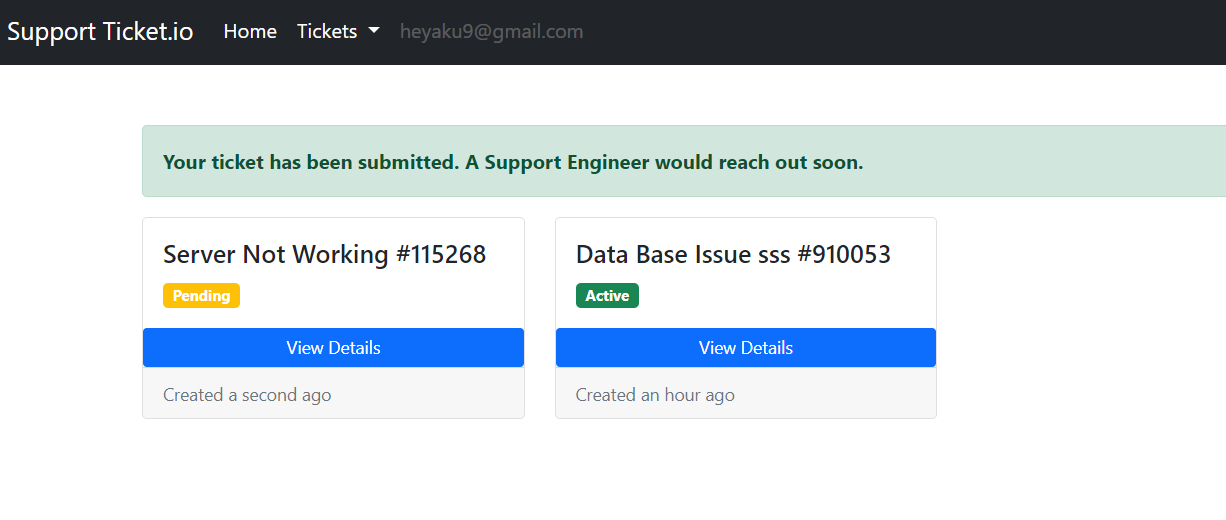 Support Ticket.io Home Tickets heyaku9@gmail.com
Your ticket has been submitted. A Support Engineer would reach out soon.
Server Not Working #115268
Pending
View Details
Created a second ago
Data Base Issue sss #910053
Active
View Details
Created an hour ago